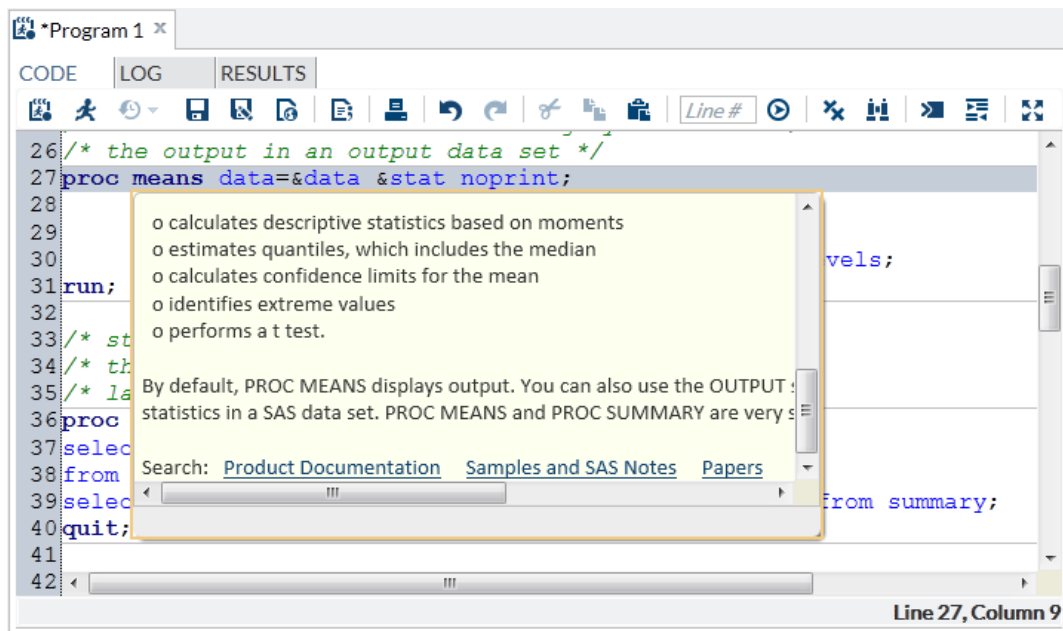 *Program 1 x
CODE LOG RESULTS
Line #
26 /* the output in an output data set */
27 proc means data=&data &stat noprint;
28
o calculates descriptive statistics based on moments
29
o estimates quantiles, which includes the median
30 vels;
o calculates confidence limits for the mean
31 run;
o identifies extreme values
32
o performs a t test.
33 /* st
34 /* th
By default, PROC MEANS displays output. You can also use the OUTPUT
35 /* la
statistics in a SAS data set. PROC MEANS and PROC SUMMARY are very s
36 proc
37 selec
38 from
Search: Product Documentation Samples and SAS Notes Papers
39 selec from summary;
40 quit;
41
42
Line 27, Column 9